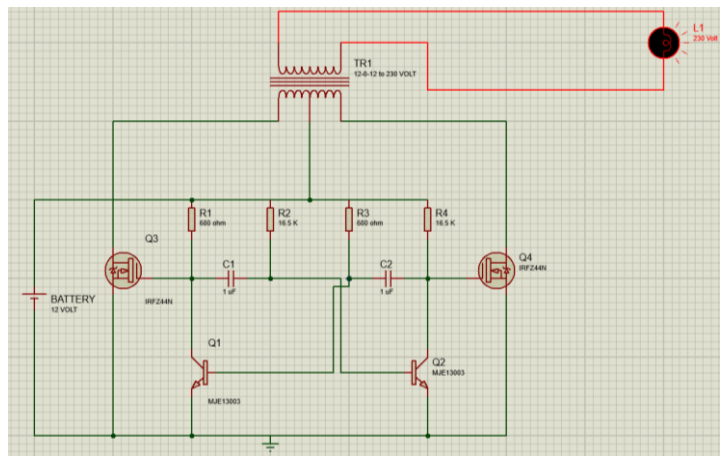 L1
230 Volt
TR1
12-0-12 to 230 VOLT
R1
680 ohm
R2
16.5 K
R3
680 ohm
R4
16.5 K
Q3
IRFZ44N
C1
1 uF
C2
1 uF
Q4
IRFZ44N
BATTERY
12 VOLT
Q1
MJE13003
Q2
MJE13003